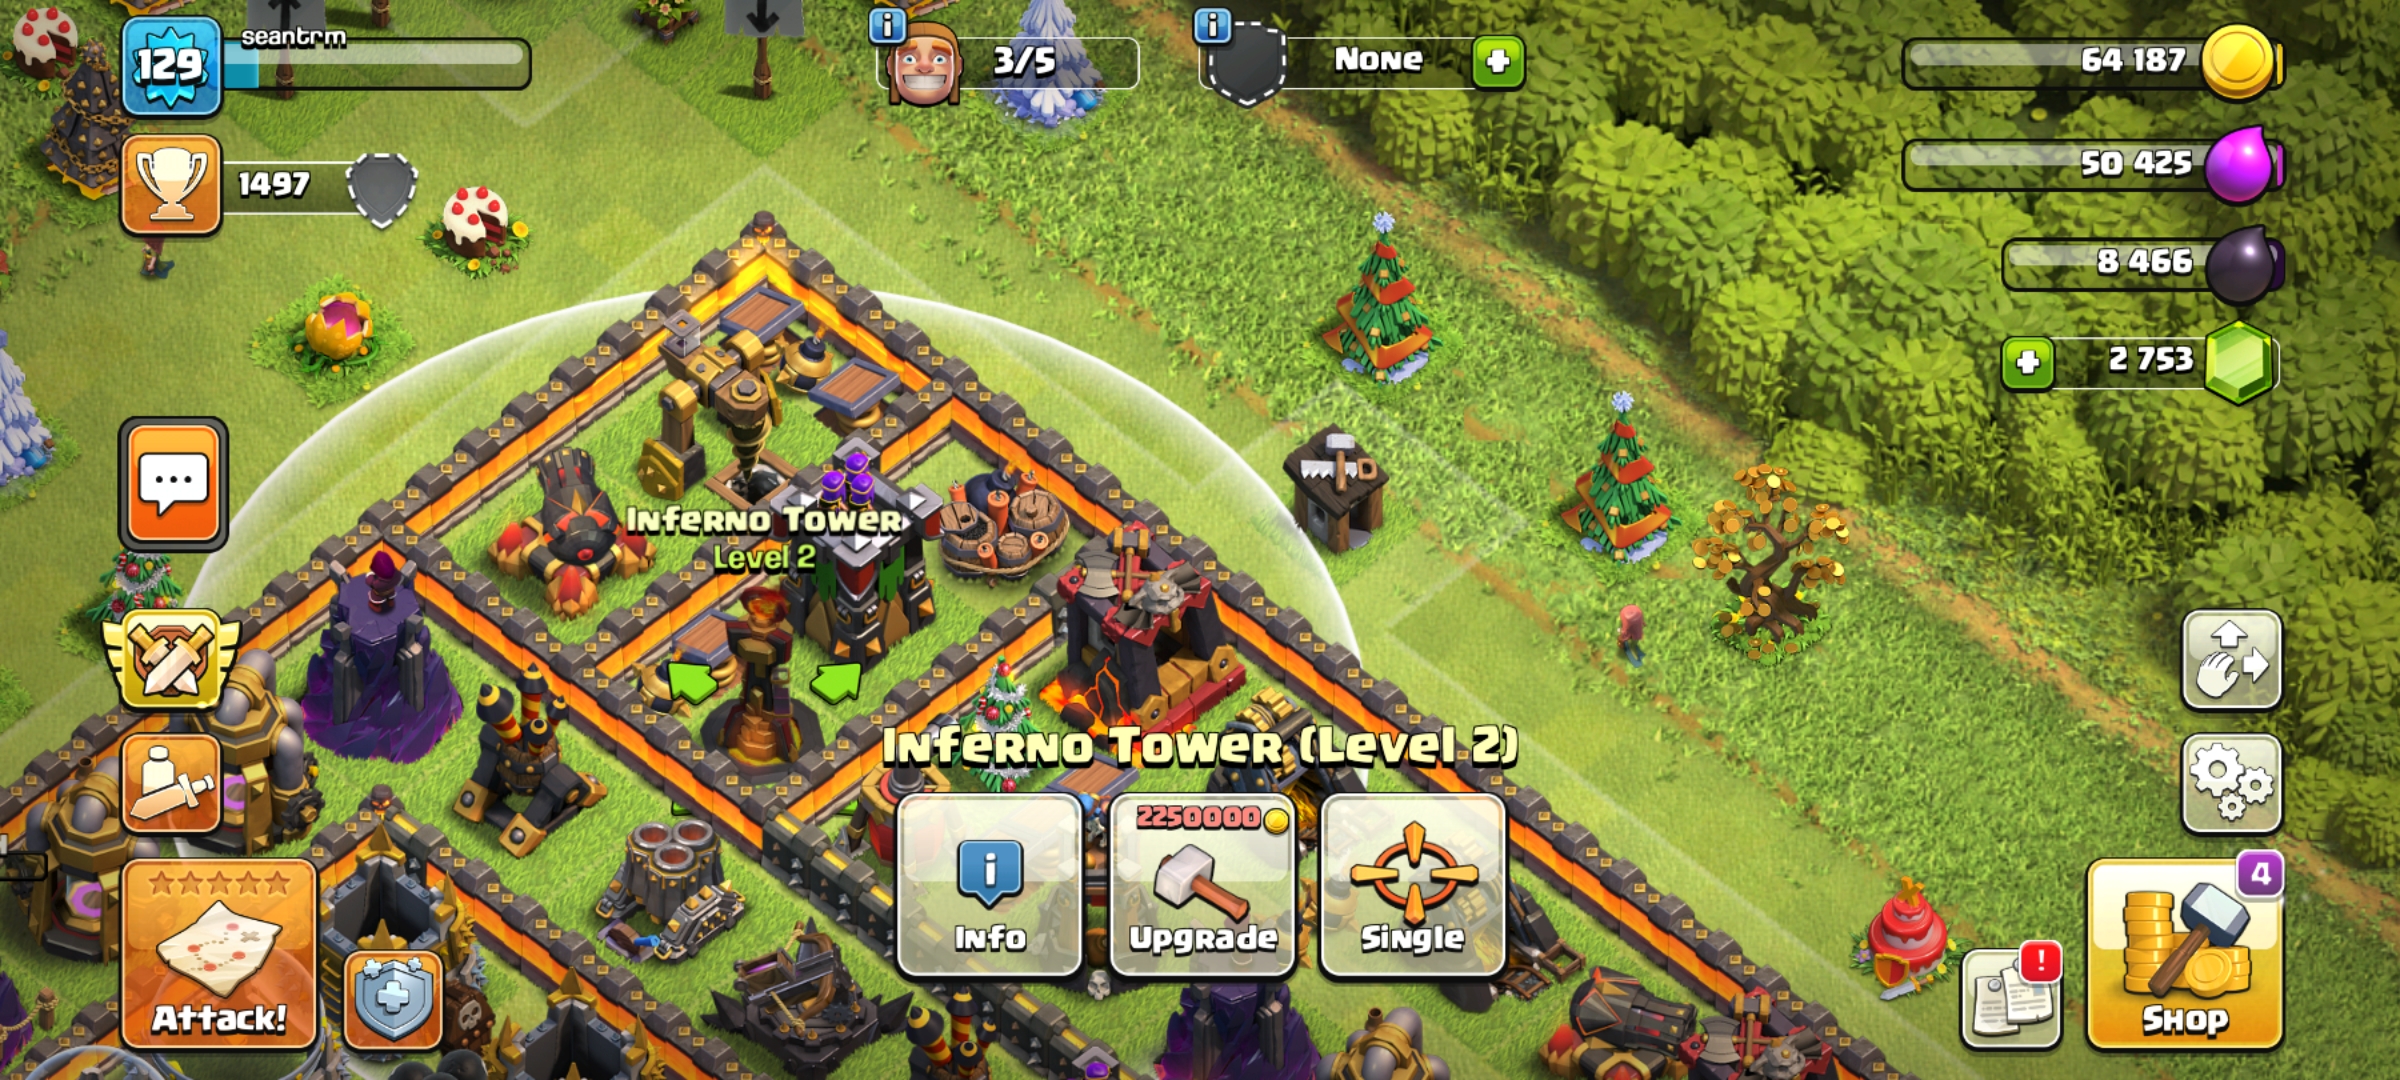 129
seantrm
3/5
None
64 187
1497
50 425
8 466
2 753
Inferno Tower
Level 2
Inferno Tower (Level 2)
2250000
Info
Upgrade
Single
4
Attack!
Shop